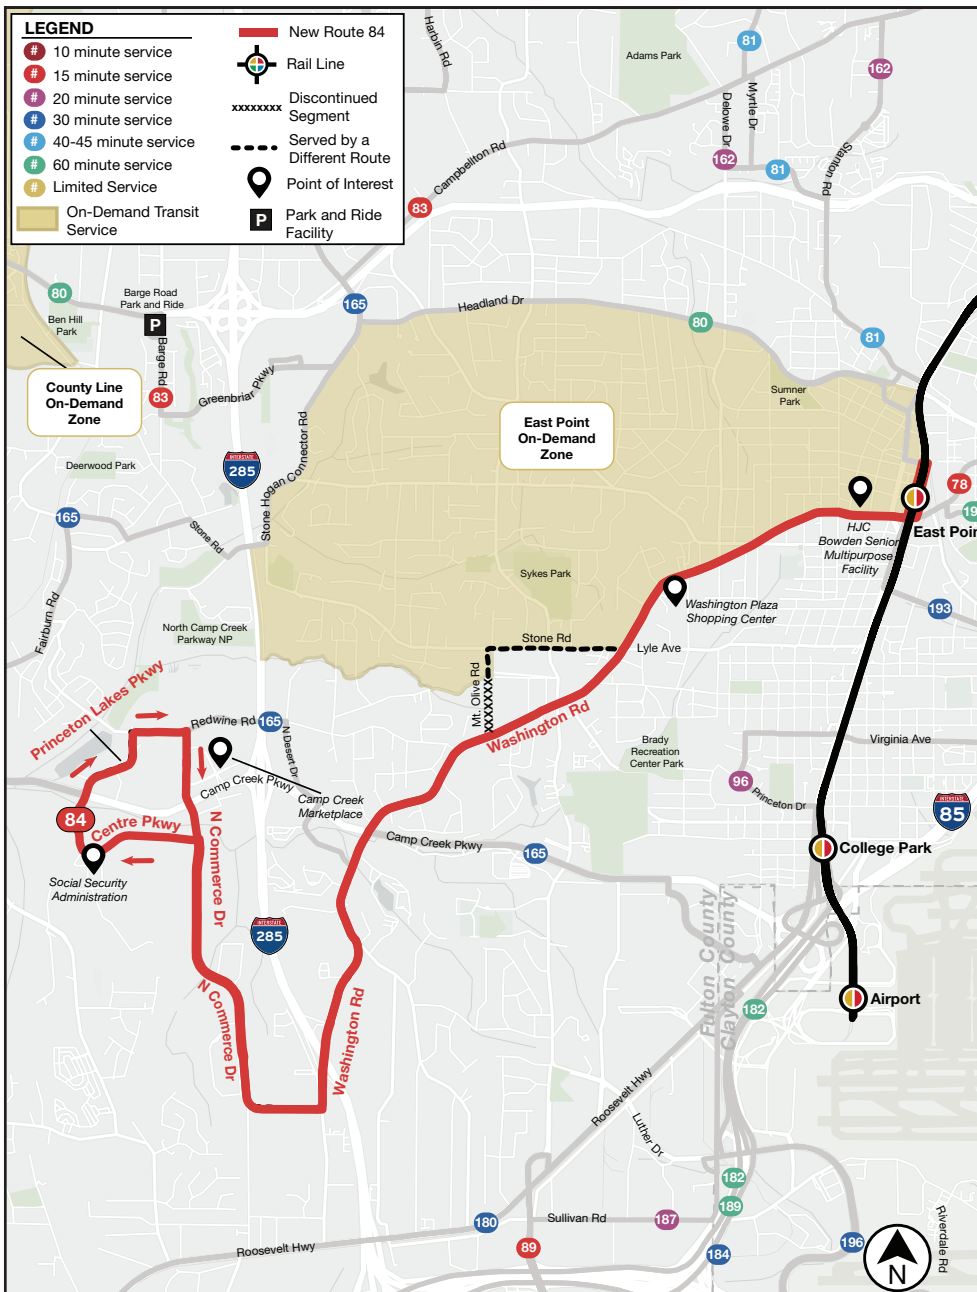 LEGEND
# 10 minute service
# 15 minute service
# 20 minute service
# 30 minute service
# 40-45 minute service
# 60 minute service
# Limited Service
On-Demand Transit
Service
New Route 84
Rail Line
xxxxxxxx Discontinued
Segment
Served by a
Different Route
Point of Interest
P Park and Ride
Facility
Harbin Rd
Adams Park
81
162
Myrtle Dr
Delowe Dr
162
81
Stanton Rd
Campbellton Rd
83
80
Ben Hill
Park
Barge Road
Park and Ride
P
Barge Rd
83
165
Headland Dr
80
81
Greenbriar Pkwy
County Line
On-Demand
Zone
Sumner
Park
East Point
On-Demand
Zone
Stone Hogan Connector Rd
INTERSTATE
285
Deerwood Park
165
Stone Rd
78
19
East Poin
HJC
Bowden Senior
Multipurpose
Facility
Sykes Park
Washington Plaza
Shopping Center
193
Fairburn Rd
North Camp Creek
Parkway NP
Stone Rd
Lyle Ave
Mt. Olive Rd
xxxxxxxx
Princeton Lakes Pkwy
Redwine Rd
165
N Desert Dr
Washington Rd
Virginia Ave
Brady
Recreation
Center Park
96
Princeton Dr
Camp Creek Pkwy
Camp Creek
Marketplace
INTERSTATE
85
84
Centre Pkwy
N Commerce Dr
Camp Creek Pkwy
165
College Park
Social Security
Administration
INTERSTATE
285
Fulton County
Clayton County
N Commerce Dr
Washington Rd
182
Airport
Roosevelt Hwy
Luther Dr
182
189
187
Sullivan Rd
180
Roosevelt Hwy
89
184
196
Riverdale Rd
N